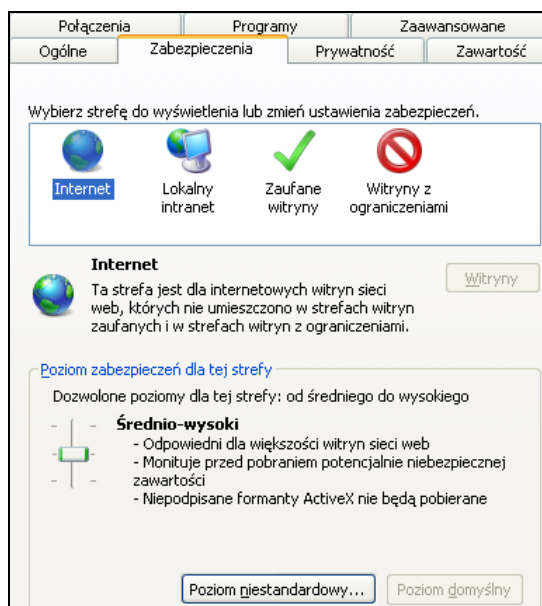 Połączenia Programy Zaawansowane
Ogólne Zabezpieczenia Prywatność Zawartość
Wybierz strefę do wyświetlenia lub zmień ustawienia zabezpieczeń.
Internet Lokalny intranet Zaufane witryny Witryny z ograniczeniami
Internet
Ta strefa jest dla internetowych witryn sieci
web, których nie umieszczono w strefach witryn
zaufanych i w strefach witryn z ograniczeniami.
Witryny
Poziom zabezpieczeń dla tej strefy
Dozwolone poziomy dla tej strefy: od średniego do wysokiego
Średnio-wysoki
- Odpowiedni dla większości witryn sieci web
- Monituje przed pobraniem potencjalnie niebezpiecznej
zawartości
- Niepodpisane formanty ActiveX nie będą pobierane
Poziom niestandardowy... Poziom domyślny